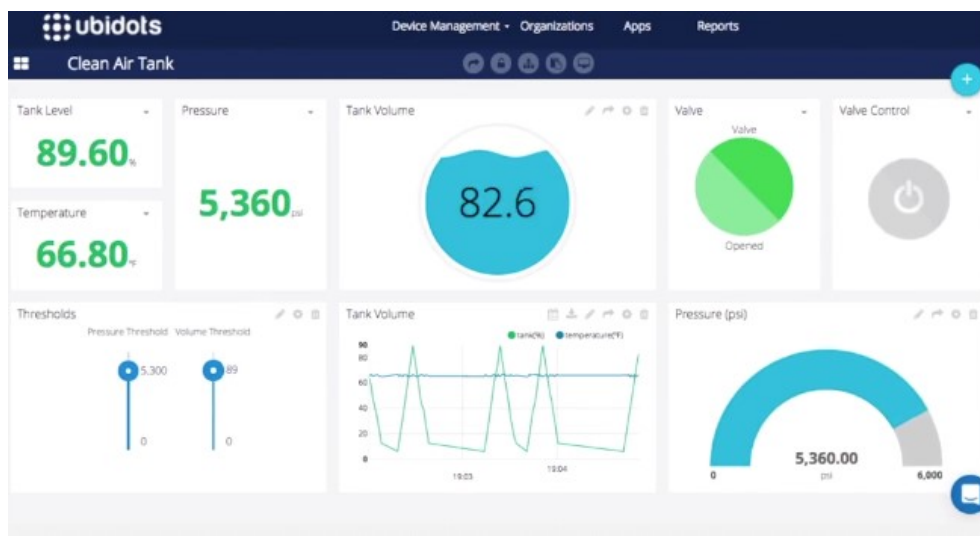 ubidots
Device Management Organizations Apps Reports
Clean Air Tank
Tank Level
89.60%
Temperature
66.80°F
Pressure
5,360 psi
Tank Volume
82.6
Valve
Valve
Opened
Valve Control
Thresholds
Pressure Threshold Volume Threshold
5,300 89
0 0
Tank Volume
tank(%) temperature(°F)
90
80
60
40
20
0
19:03 19:04
Pressure (psi)
5,360.00
psi
0 6,000